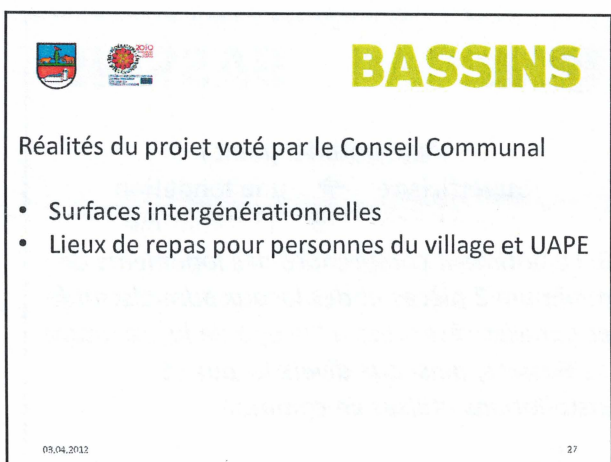 2010
BASSINS
Réalités du projet voté par le Conseil Communal
• Surfaces intergénérationnelles
• Lieux de repas pour personnes du village et UAPE
03.04.2012
27